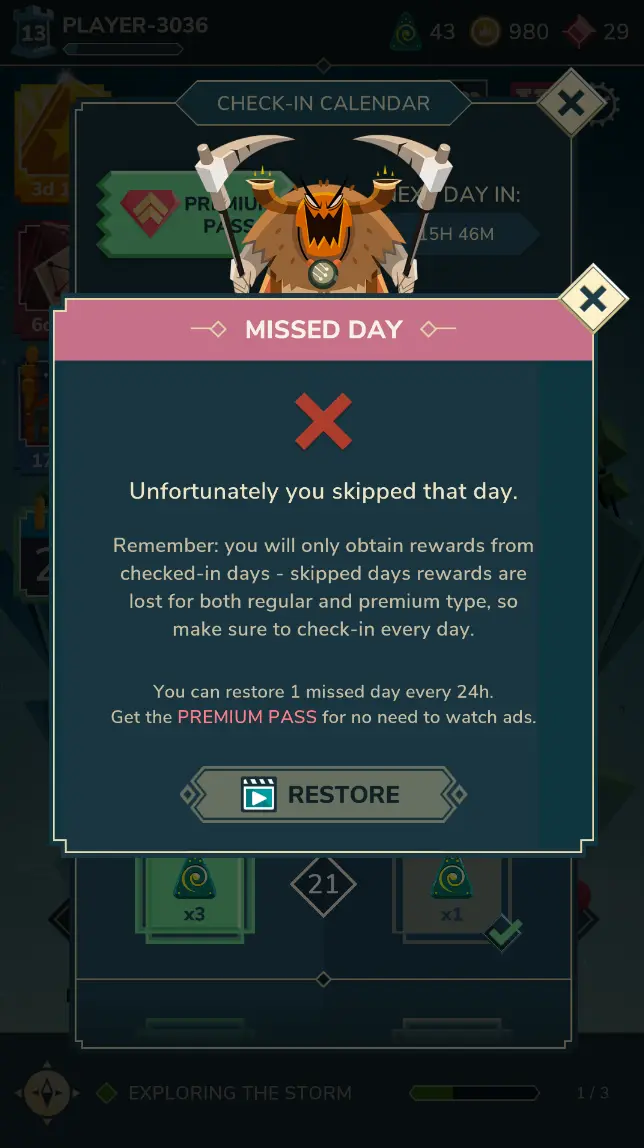 13
PLAYER-3036
43
980
29
CHECK-IN CALENDAR
3d 1
PREMIU
PASS
NEXT DAY IN:
15H 46M
6d
MISSED DAY
Unfortunately you skipped that day.
Remember: you will only obtain rewards from
checked-in days - skipped days rewards are
lost for both regular and premium type, so
make sure to check-in every day.
17
2
You can restore 1 missed day every 24h.
Get the PREMIUM PASS for no need to watch ads.
RESTORE
x3
21
x1
EXPLORING THE STORM
1 / 3